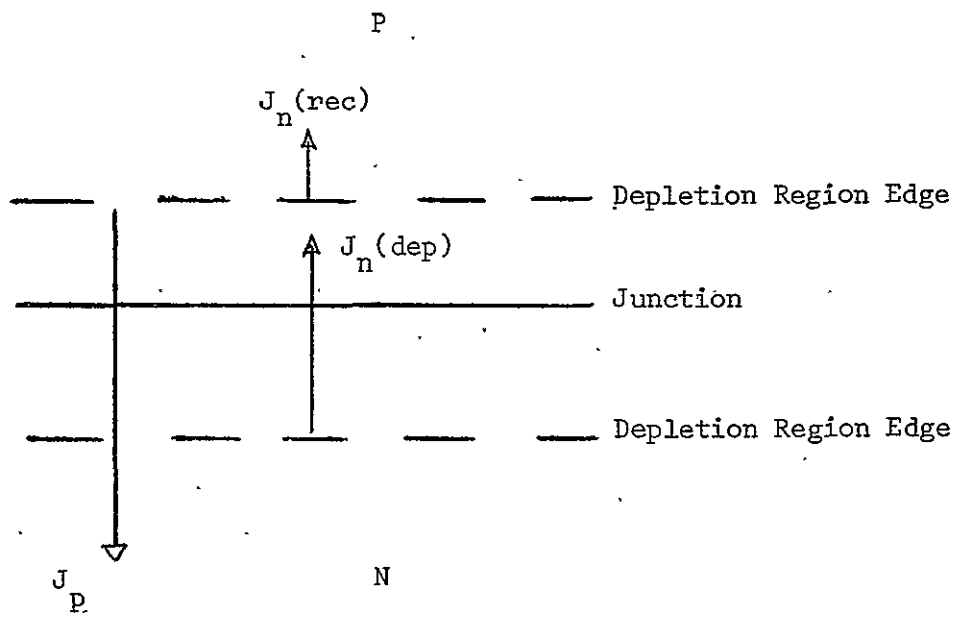 P
J_n(rec)
Depletion Region Edge
J_n(dep)
Junction
Depletion Region Edge
J_p
N